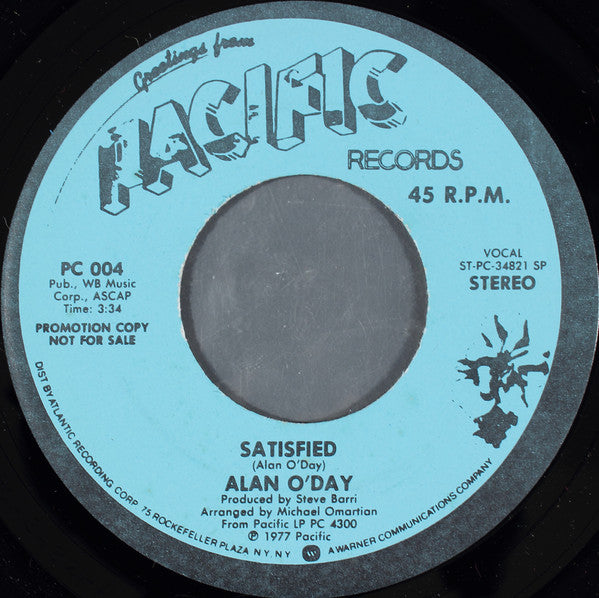 Greetings from
PACIFIC
RECORDS
45 R.P.M.
PC 004
Pub., WB Music
Corp., ASCAP
Time: 3:34
PROMOTION COPY
NOT FOR SALE
VOCAL
ST-PC-34821 SP
STEREO
SATISFIED
(Alan O'Day)
ALAN O'DAY
Produced by Steve Barri
Arranged by Michael Omartian
From Pacific LP PC 4300
℗ 1977 Pacific
DIST BY ATLANTIC RECORDING CORP. 75 ROCKEFELLER PLAZA N.Y. N.Y. A WARNER COMMUNICATIONS COMPANY